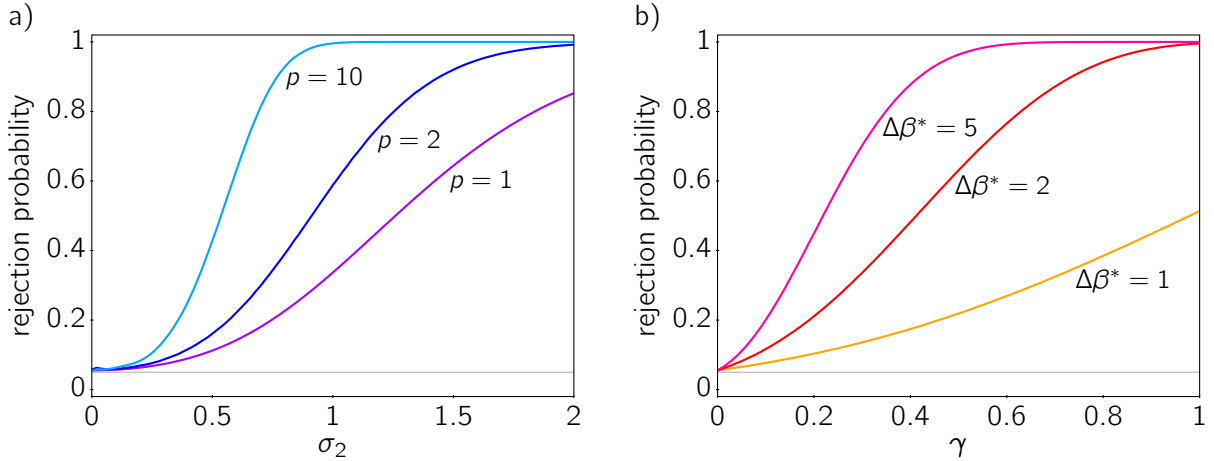 a)
rejection probability
1
0.8
0.6
0.4
0.2
0
p = 10
p = 2
p = 1
0 0.5 1 1.5 2
σ₂
b)
rejection probability
1
0.8
0.6
0.4
0.2
0
Δβ* = 5
Δβ* = 2
Δβ* = 1
0 0.2 0.4 0.6 0.8 1
γ